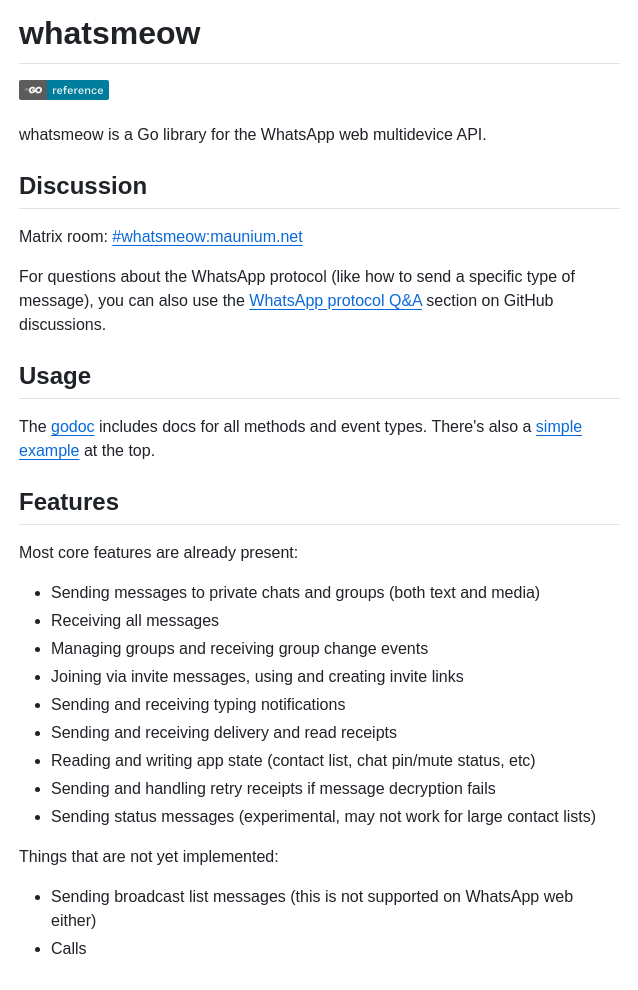 whatsmeow
GO reference
whatsmeow is a Go library for the WhatsApp web multidevice API.
Discussion
Matrix room: #whatsmeow:maunium.net
For questions about the WhatsApp protocol (like how to send a specific type of
message), you can also use the WhatsApp protocol Q&A section on GitHub
discussions.
Usage
The godoc includes docs for all methods and event types. There's also a simple
example at the top.
Features
Most core features are already present:
• Sending messages to private chats and groups (both text and media)
• Receiving all messages
• Managing groups and receiving group change events
• Joining via invite messages, using and creating invite links
• Sending and receiving typing notifications
• Sending and receiving delivery and read receipts
• Reading and writing app state (contact list, chat pin/mute status, etc)
• Sending and handling retry receipts if message decryption fails
• Sending status messages (experimental, may not work for large contact lists)
Things that are not yet implemented:
• Sending broadcast list messages (this is not supported on WhatsApp web
either)
• Calls